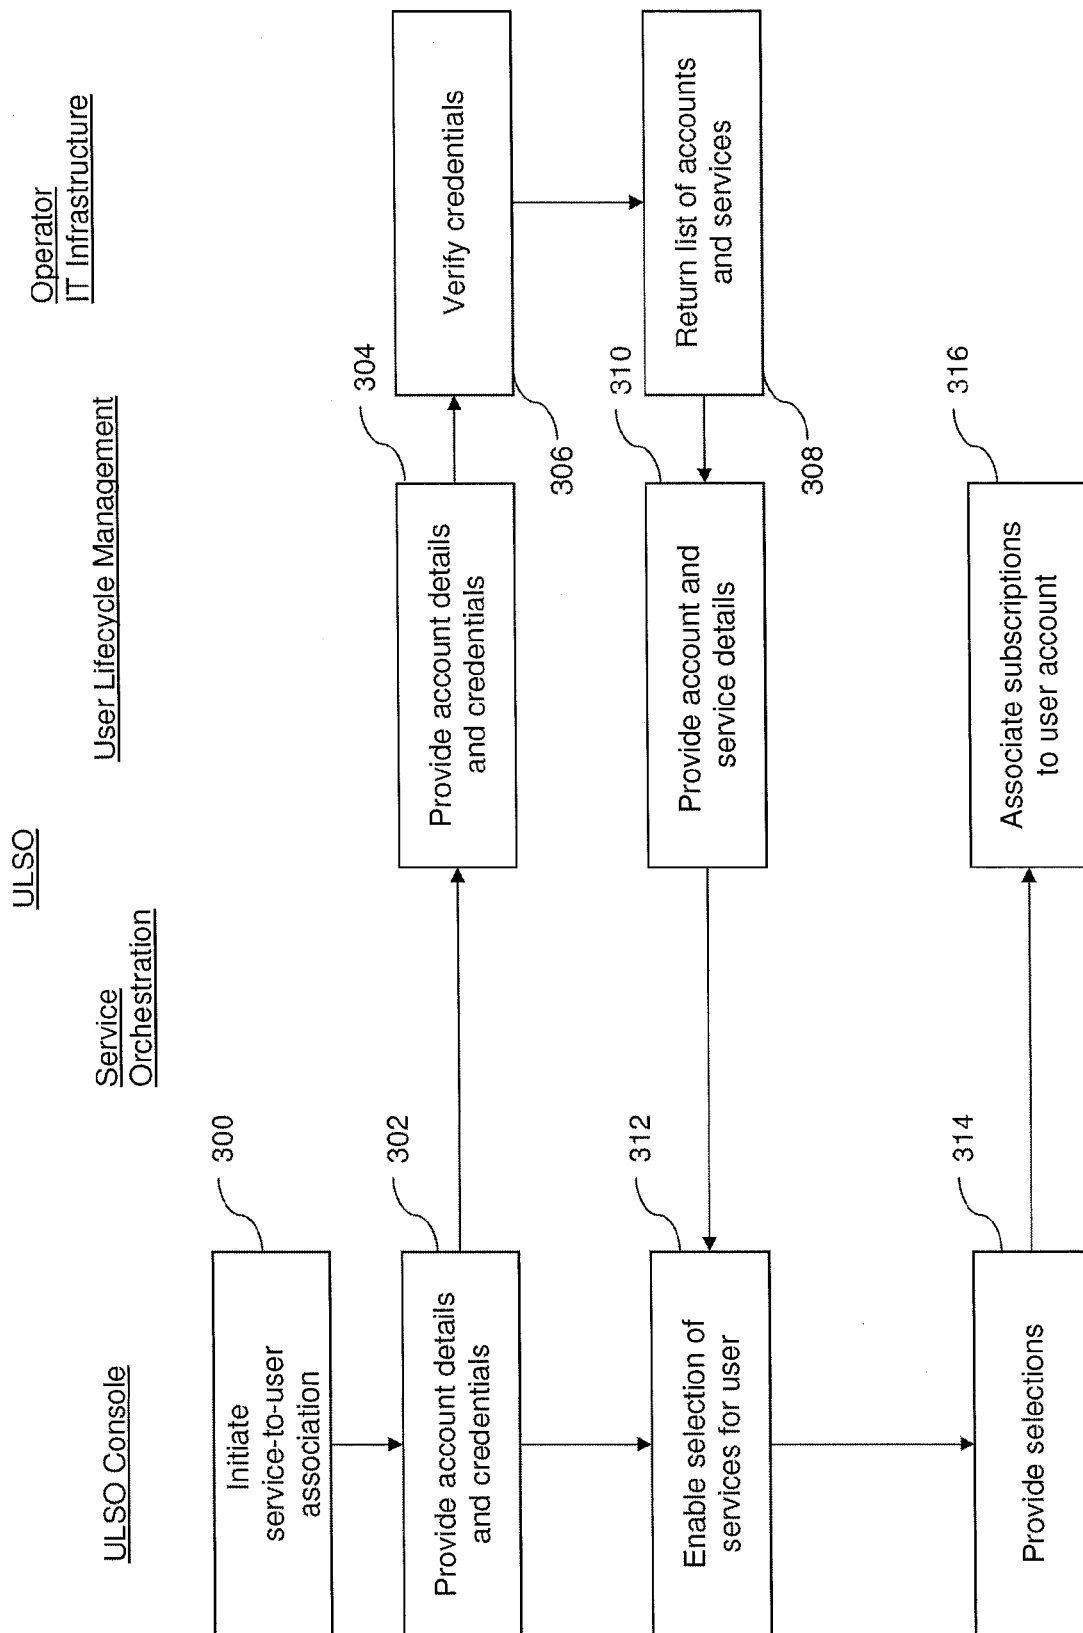 ULSO
ULSO Console
Service
Orchestration
User Lifecycle Management
Operator
IT Infrastructure
Initiate
service-to-user
association
300
Provide account details
and credentials
302
Provide account details
and credentials
304
Verify credentials
306
Enable selection of
services for user
312
Provide account and
service details
310
Return list of accounts
and services
308
Provide selections
314
Associate subscriptions
to user account
316